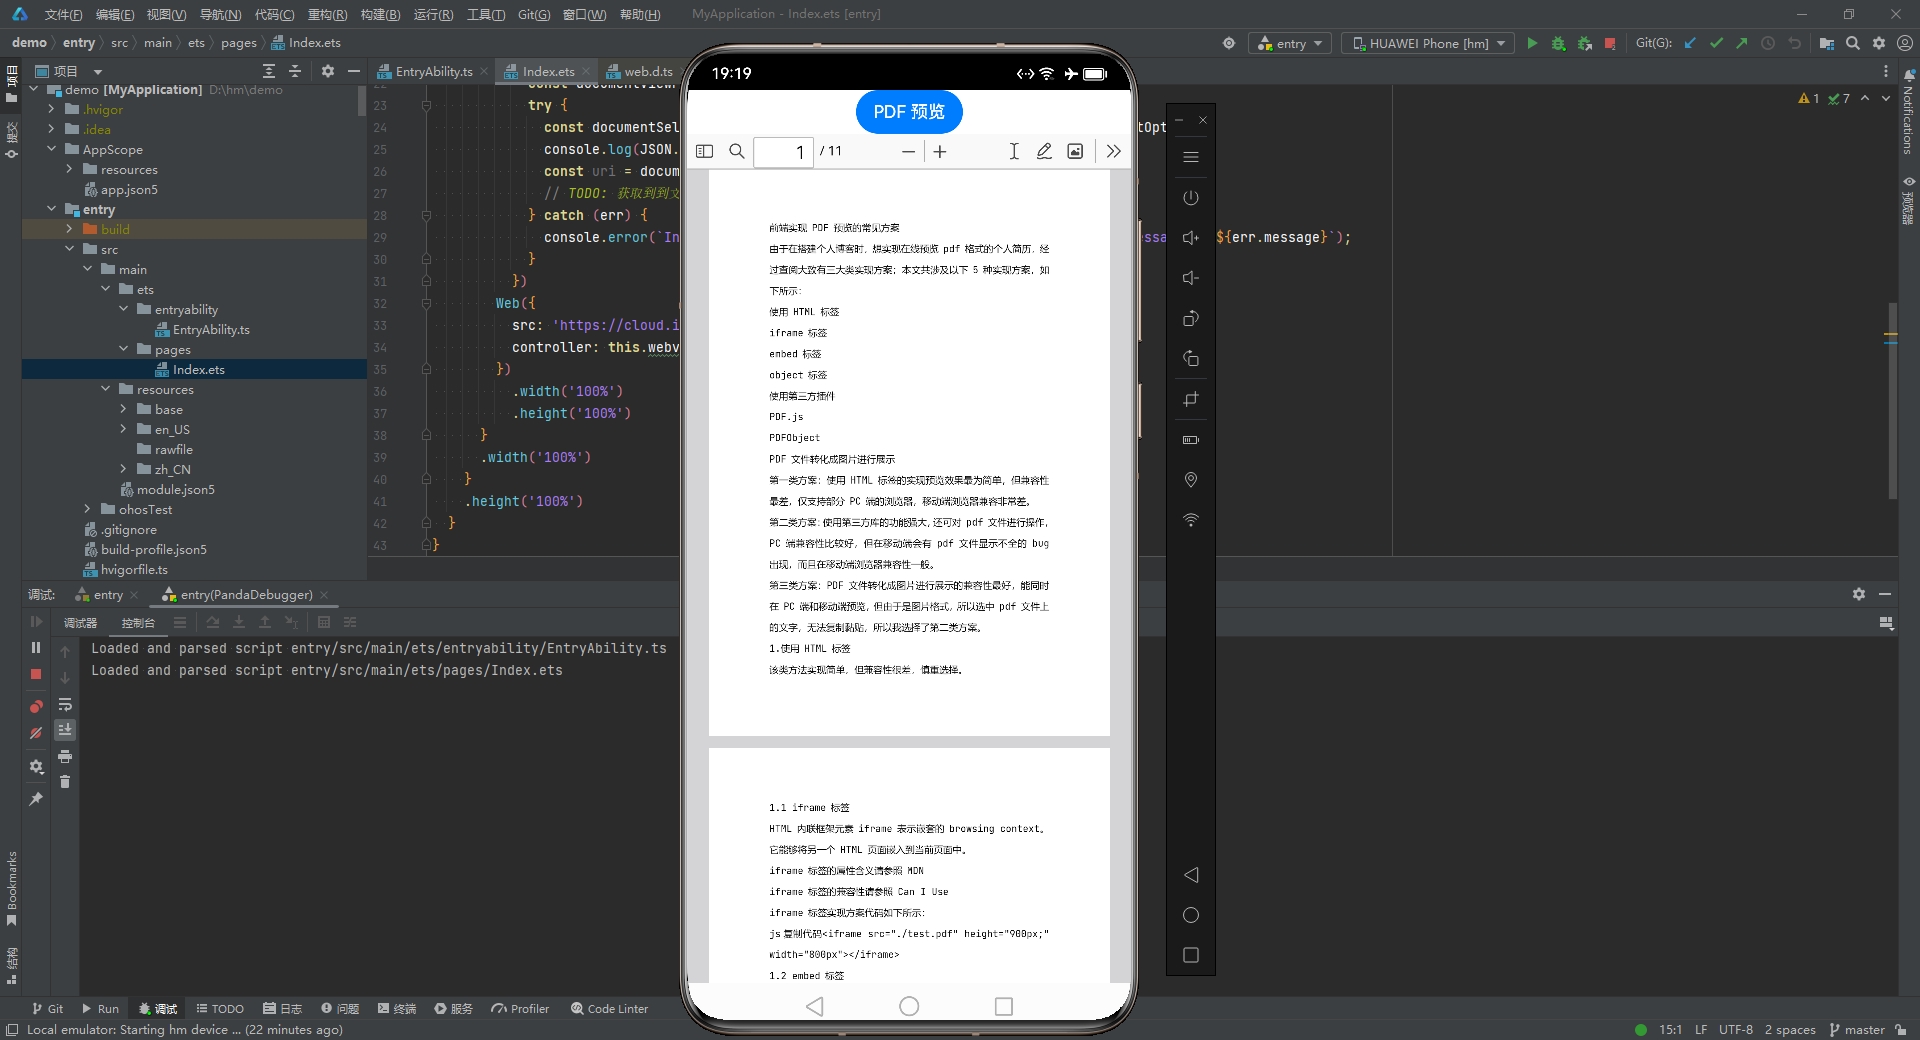 文件(F) 编辑(E) 视图(V) 导航(N) 代码(C) 重构(R) 构建(B) 运行(R) 工具(T) Git(G) 窗口(W) 帮助(H) MyApplication - Index.ets [entry]
demo entry src main ets pages Index.ets
entry HUAWEI Phone [hm] Git(G):
项目
EntryAbility.ts Index.ets web.d.ts
项目
提交
Bookmarks
结构
demo [MyApplication] D:\hm\demo
.hvigor
.idea
AppScope
resources
app.json5
entry
build
src
main
ets
entryability
EntryAbility.ts
pages
Index.ets
resources
base
en_US
rawfile
zh_CN
module.json5
ohosTest
.gitignore
build-profile.json5
hvigorfile.ts
23 try {
24 const documentSel tOpt
25 console.log(JSON.
26 const uri = docum
27 // TODO: 获取到到文
28 } catch (err) {
29 console.error(`In ssa ${err.message}`);
30 }
31 })
32 Web({
33 src: 'https://cloud.i
34 controller: this.webv
35 })
36 .width('100%')
37 .height('100%')
38 }
39 .width('100%')
40 }
41 .height('100%')
42 }
43 }
1 7
Notifications
预览器
19:19
PDF 预览
1 / 11
前端实现 PDF 预览的常见方案
由于在搭建个人博客时，想实现在线预览 pdf 格式的个人简历，经
过查阅大致有三大类实现方案；本文共涉及以下 5 种实现方案，如
下所示：
使用 HTML 标签
iframe 标签
embed 标签
object 标签
使用第三方插件
PDF.js
PDFObject
PDF 文件转化成图片进行展示
第一类方案：使用 HTML 标签的实现预览效果最为简单，但兼容性
最差，仅支持部分 PC 端的浏览器，移动端浏览器兼容非常差。
第二类方案：使用第三方库的功能强大，还可对 pdf 文件进行操作，
PC 端兼容性比较好，但在移动端会有 pdf 文件显示不全的 bug
出现，而且在移动端浏览器兼容性一般。
第三类方案：PDF 文件转化成图片进行展示的兼容性最好，能同时
在 PC 端和移动端预览，但由于是图片格式，所以选中 pdf 文件上
的文字，无法复制黏贴，所以我选择了第二类方案。
1.使用 HTML 标签
该类方法实现简单，但兼容性很差，慎重选择。
1.1 iframe 标签
HTML 内联框架元素 iframe 表示嵌套的 browsing context。
它能够将另一个 HTML 页面嵌入到当前页面中。
iframe 标签的属性含义请参照 MDN
iframe 标签的兼容性请参照 Can I Use
iframe 标签实现方案代码如下所示：
js复制代码<iframe src="./test.pdf" height="900px;"
width="800px"></iframe>
1.2 embed 标签
调试: entry entry(PandaDebugger)
调试器 控制台
Loaded and parsed script entry/src/main/ets/entryability/EntryAbility.ts
Loaded and parsed script entry/src/main/ets/pages/Index.ets
Git Run 调试 TODO 日志 问题 终端 服务 Profiler Code Linter
Local emulator: Starting hm device ... (22 minutes ago) 15:1 LF UTF-8 2 spaces master